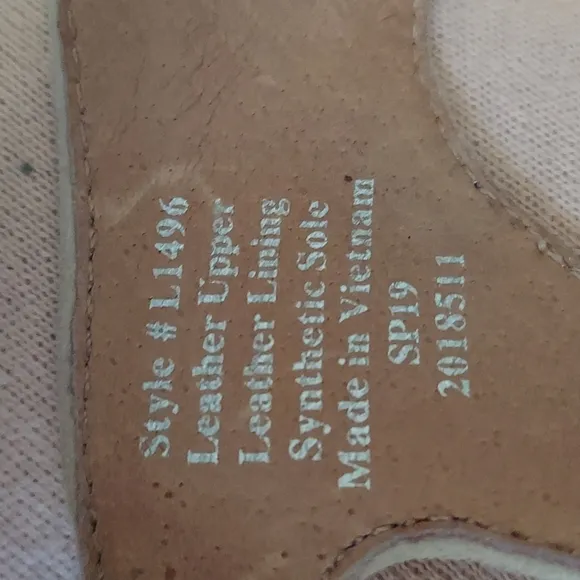 Style # L1496
Leather Upper
Leather Lining
Synthetic Sole
Made in Vietnam
SP19
2018511